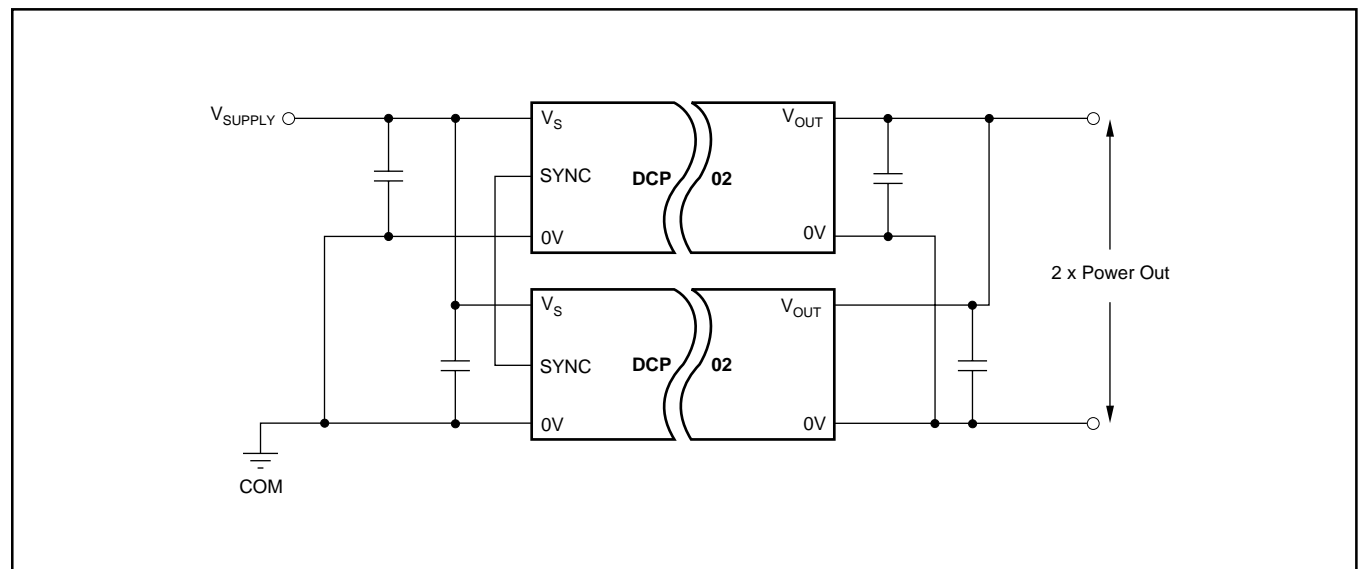 VSUPPLY
VS
VOUT
SYNC
DCP 02
0V
0V
2 x Power Out
VS
VOUT
SYNC
DCP 02
0V
0V
COM